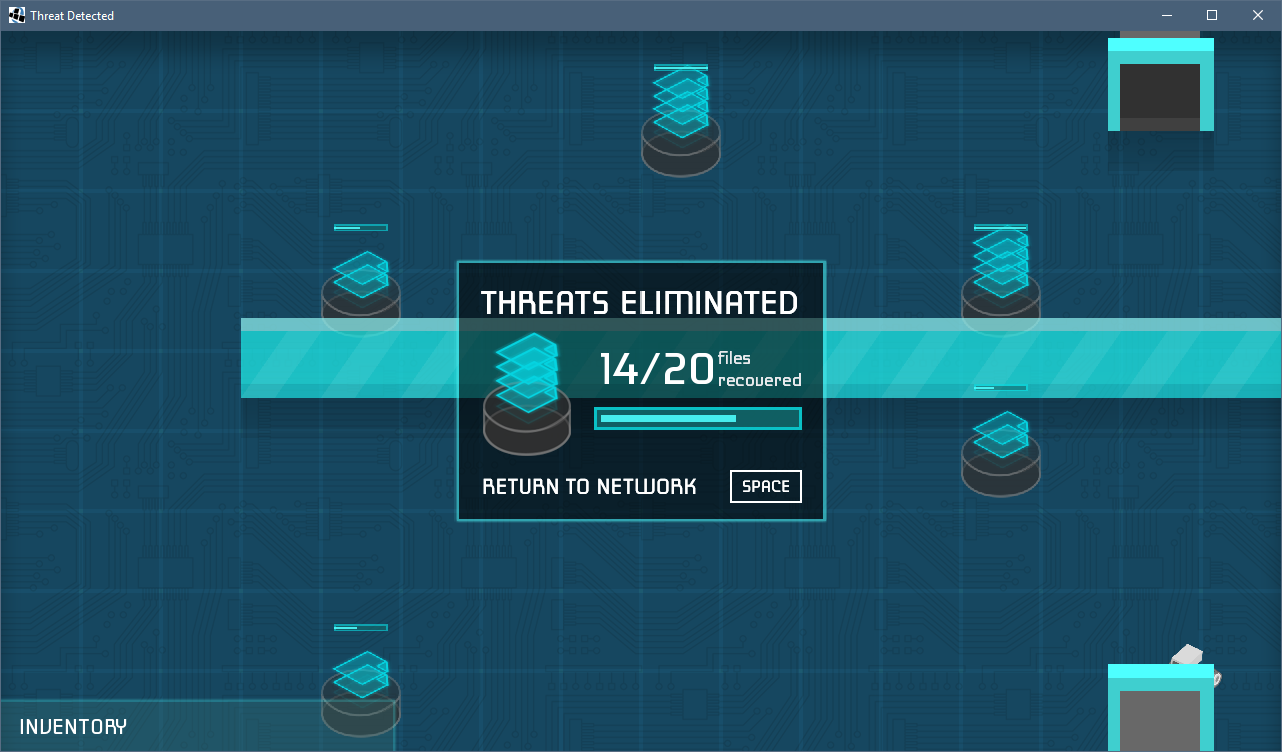 Threat Detected
THREATS ELIMINATED
14/20 files
recovered
RETURN TO NETWORK SPACE
INVENTORY